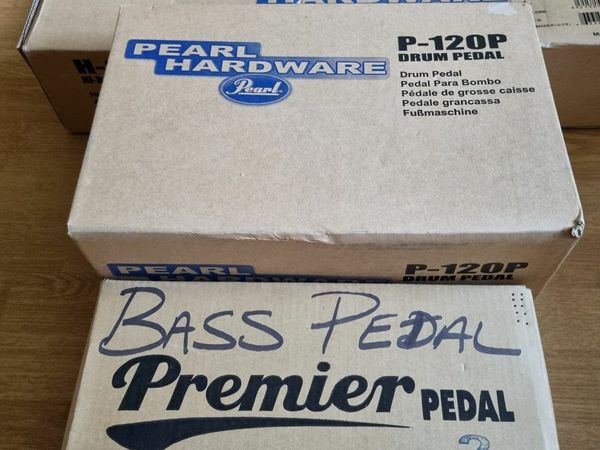 HARDWARE
PEARL
HARDWARE
Pearl
P-120P
DRUM PEDAL
Drum Pedal
Pedal Para Bombo
Pédale de grosse caisse
Pedale grancassa
Fußmaschine
PEARL
HARDWARE
P-120P
DRUM PEDAL
BASS PEDAL
Premier PEDAL